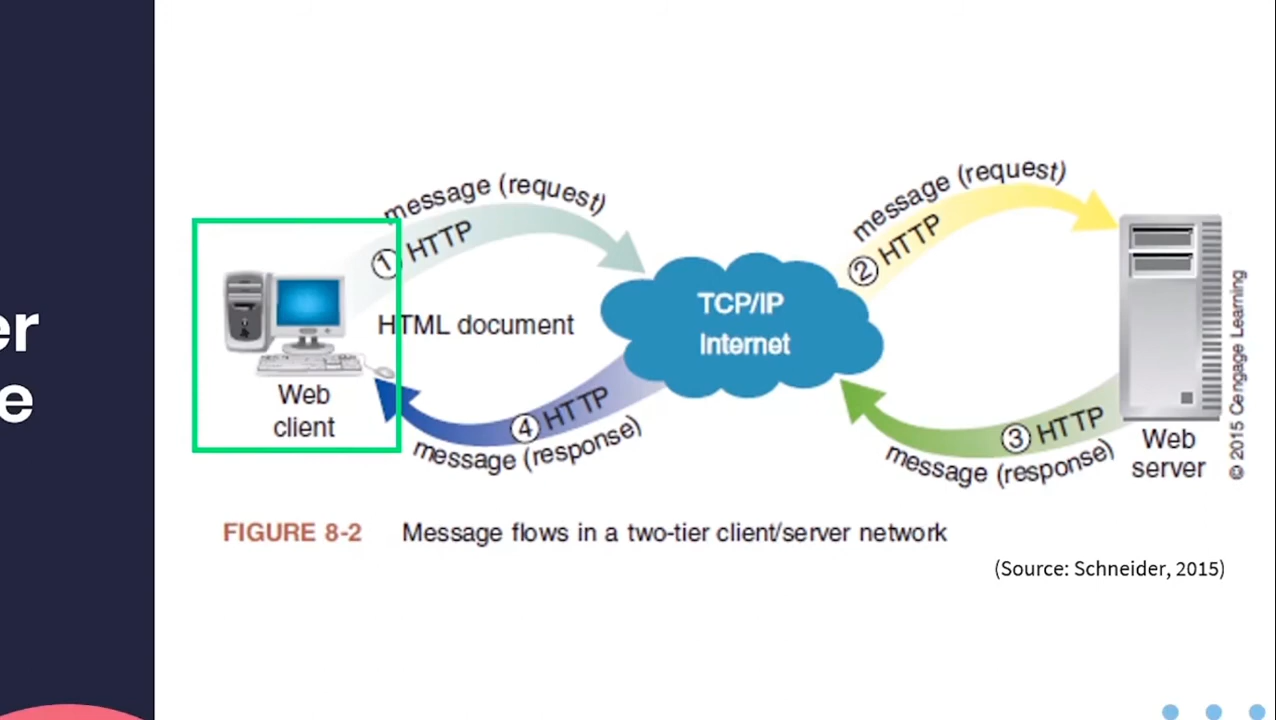 er
e
message (request)
① HTTP
HTML document
Web
client
④ HTTP
message (response)
TCP/IP
Internet
message (request)
② HTTP
③ HTTP
message (response)
Web
server
© 2015 Cengage Learning
FIGURE 8-2 Message flows in a two-tier client/server network
(Source: Schneider, 2015)